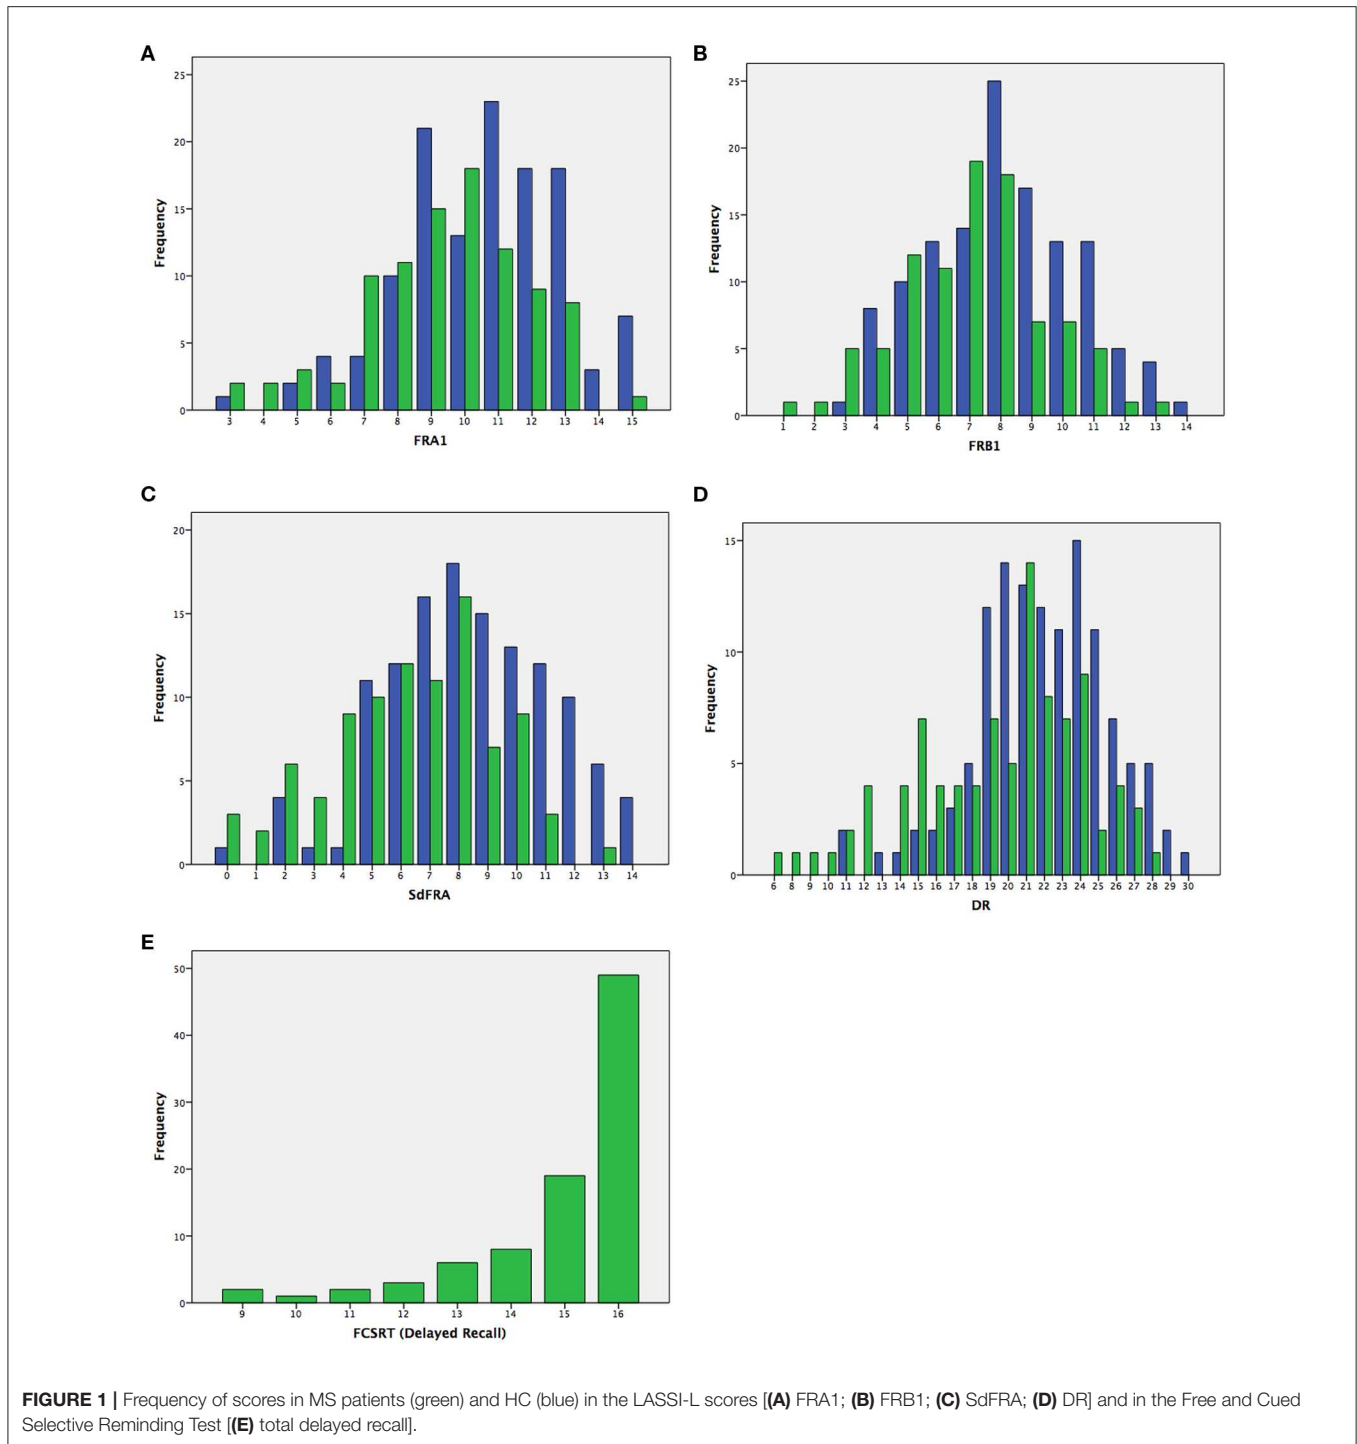 A
25
20
15
10
5
0
Frequency
3 4 5 6 7 8 9 10 11 12 13 14 15
FRA1
B
25
20
15
10
5
0
Frequency
1 2 3 4 5 6 7 8 9 10 11 12 13 14
FRB1
C
20
15
10
5
0
Frequency
0 1 2 3 4 5 6 7 8 9 10 11 12 13 14
SdFRA
D
15
10
5
0
Frequency
6 8 9 10 11 12 13 14 15 16 17 18 19 20 21 22 23 24 25 26 27 28 29 30
DR
E
50
40
30
20
10
0
Frequency
9 10 11 12 13 14 15 16
FCSRT (Delayed Recall)
FIGURE 1 | Frequency of scores in MS patients (green) and HC (blue) in the LASSI-L scores [(A) FRA1; (B) FRB1; (C) SdFRA; (D) DR] and in the Free and Cued
Selective Reminding Test [(E) total delayed recall].